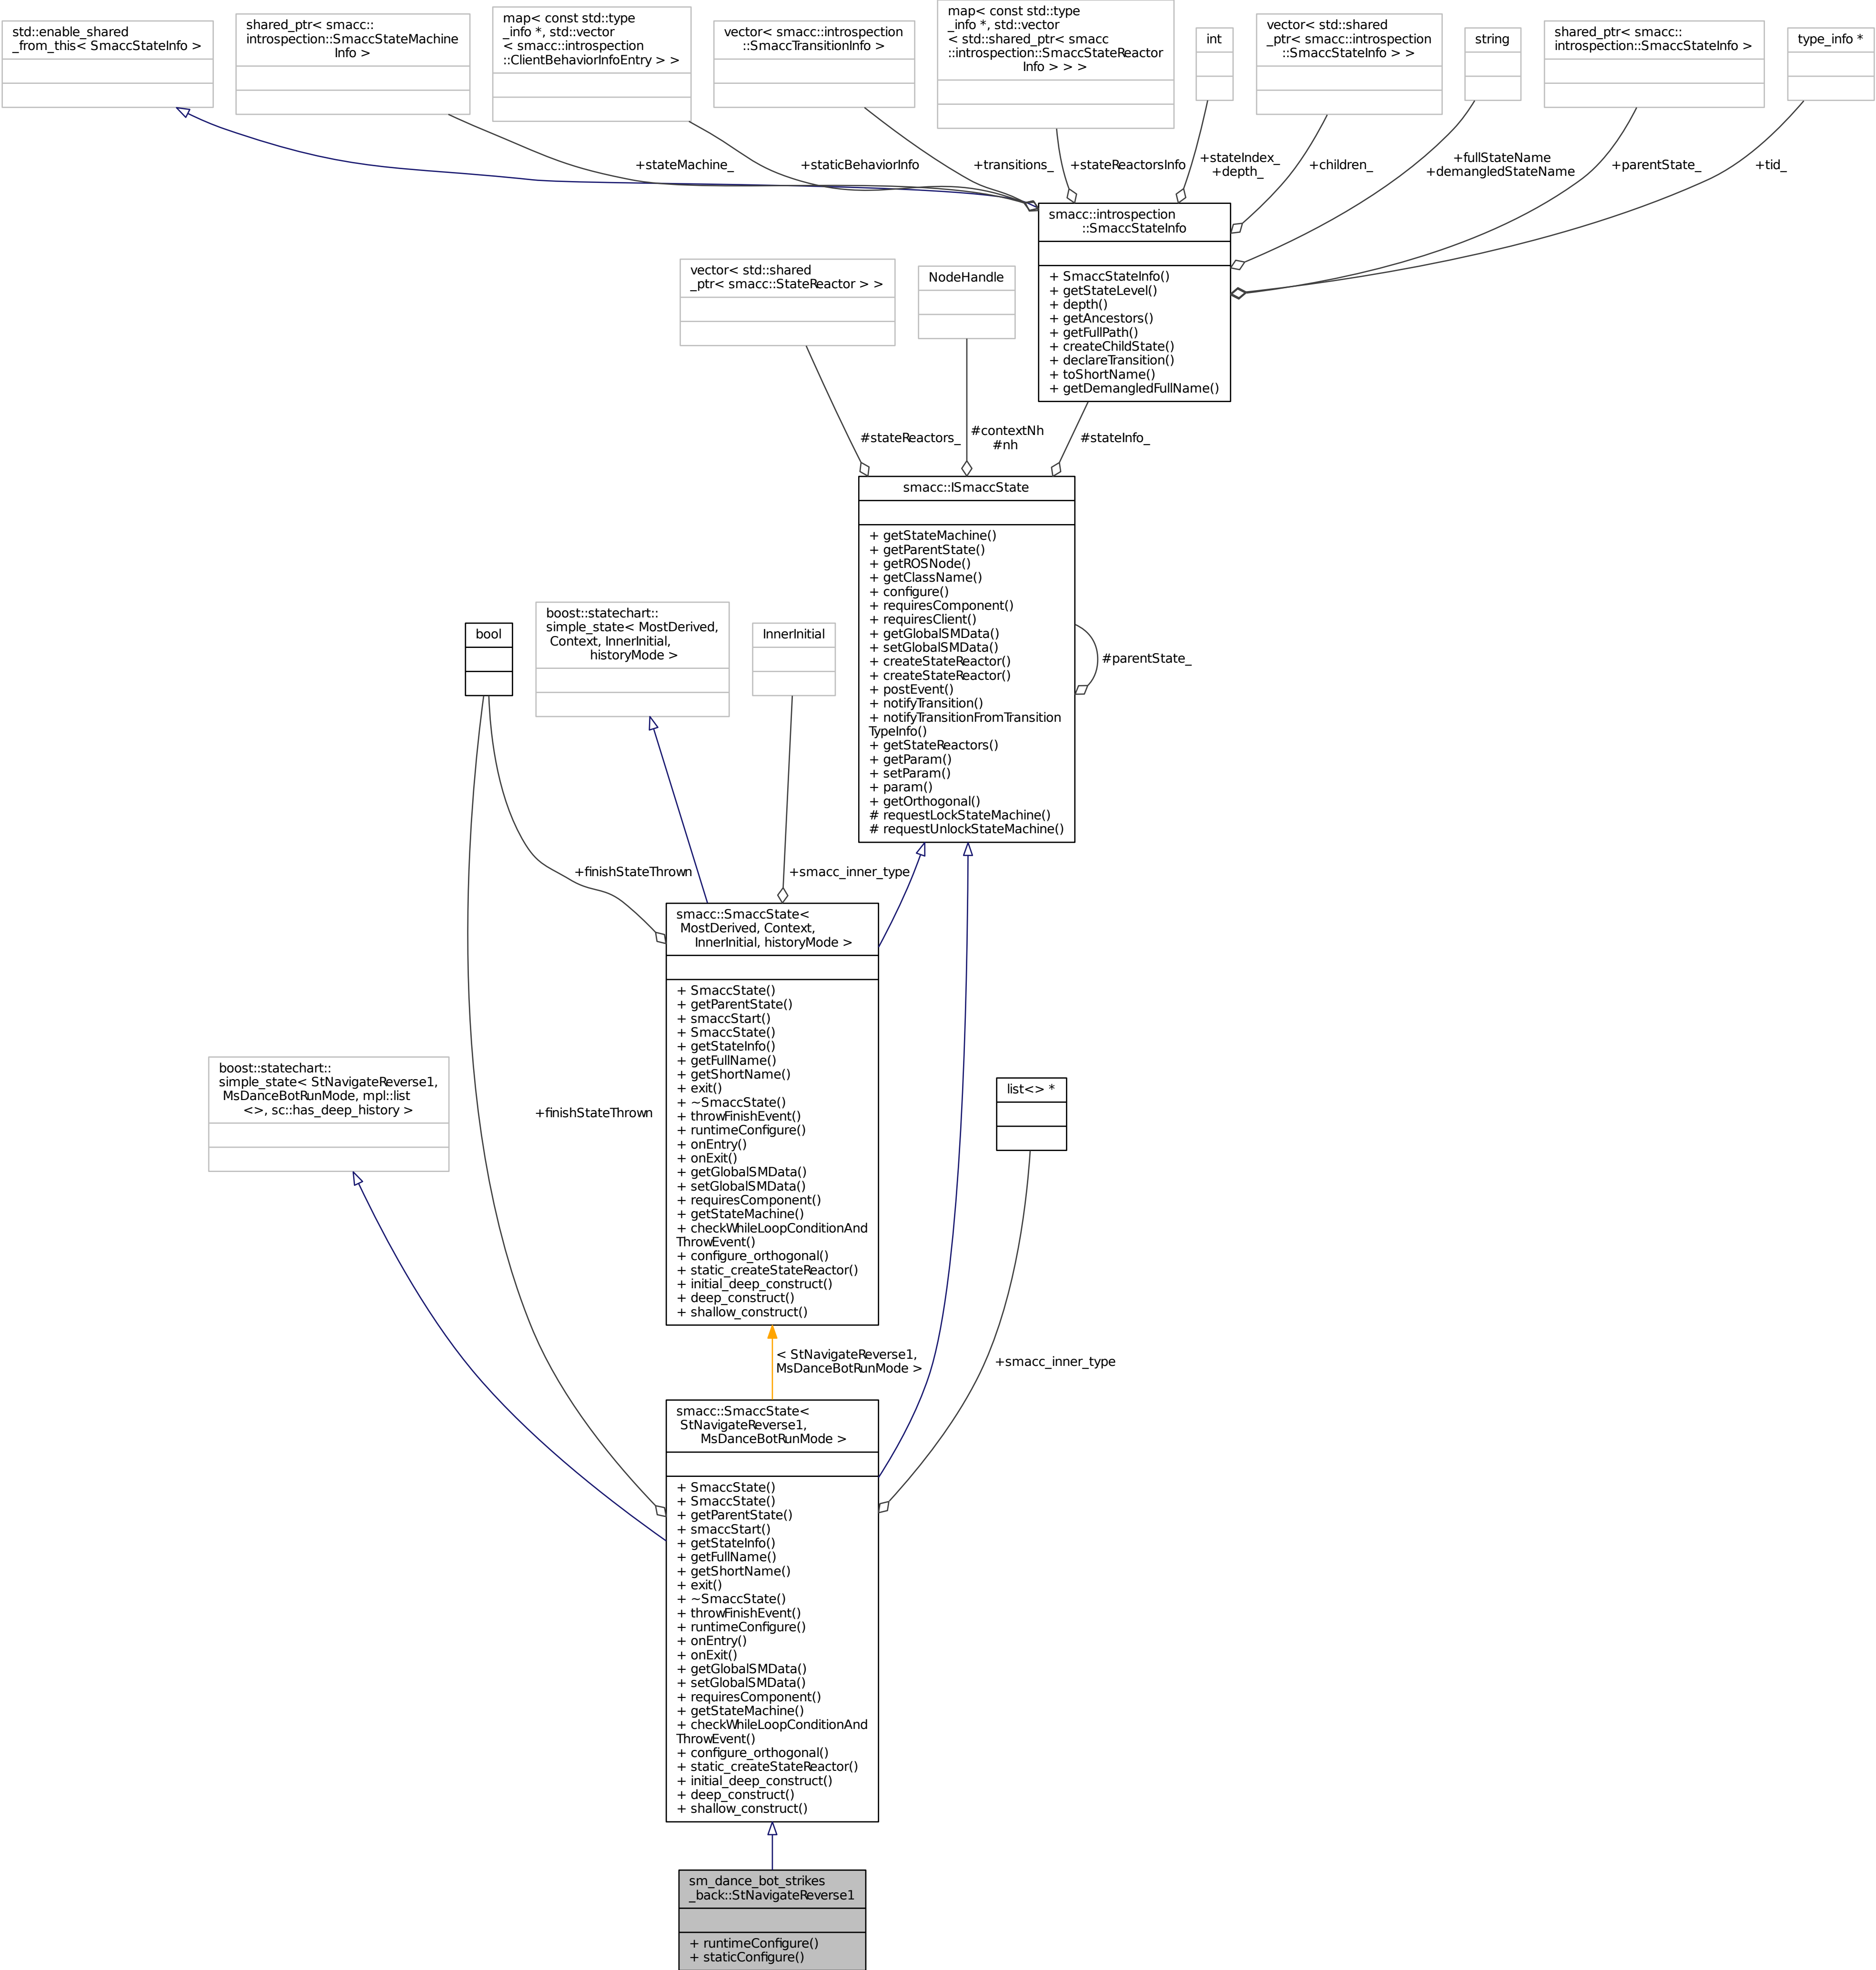 std::enable_shared
_from_this< SmaccStateInfo >
shared_ptr< smacc::
introspection::SmaccStateMachine
Info >
map< const std::type
_info *, std::vector
< smacc::introspection
::ClientBehaviorInfoEntry > >
vector< smacc::introspection
::SmaccTransitionInfo >
map< const std::type
_info *, std::vector
< std::shared_ptr< smacc
::introspection::SmaccStateReactor
Info > > >
int
vector< std::shared
_ptr< smacc::introspection
::SmaccStateInfo > >
string
shared_ptr< smacc::
introspection::SmaccStateInfo >
type_info *
+stateMachine_
+staticBehaviorInfo
+transitions_
+stateReactorsInfo
+stateIndex_
+depth_
+children_
+fullStateName
+demangledStateName
+parentState_
+tid_
smacc::introspection
::SmaccStateInfo
+ SmaccStateInfo()
+ getStateLevel()
+ depth()
+ getAncestors()
+ getFullPath()
+ createChildState()
+ declareTransition()
+ toShortName()
+ getDemangledFullName()
vector< std::shared
_ptr< smacc::StateReactor > >
NodeHandle
#stateReactors_
#contextNh
#nh
#stateInfo_
smacc::ISmaccState
+ getStateMachine()
+ getParentState()
+ getROSNode()
+ getClassName()
+ configure()
+ requiresComponent()
+ requiresClient()
+ getGlobalSMData()
+ setGlobalSMData()
+ createStateReactor()
+ createStateReactor()
+ postEvent()
+ notifyTransition()
+ notifyTransitionFromTransition
TypeInfo()
+ getStateReactors()
+ getParam()
+ setParam()
+ param()
+ getOrthogonal()
# requestLockStateMachine()
# requestUnlockStateMachine()
#parentState_
bool
boost::statechart::
simple_state< MostDerived,
Context, InnerInitial,
historyMode >
InnerInitial
+finishStateThrown
+smacc_inner_type
smacc::SmaccState<
MostDerived, Context,
InnerInitial, historyMode >
+ SmaccState()
+ getParentState()
+ smaccStart()
+ SmaccState()
+ getStateInfo()
+ getFullName()
+ getShortName()
+ exit()
+ ~SmaccState()
+ throwFinishEvent()
+ runtimeConfigure()
+ onEntry()
+ onExit()
+ getGlobalSMData()
+ setGlobalSMData()
+ requiresComponent()
+ getStateMachine()
+ checkWhileLoopConditionAnd
ThrowEvent()
+ configure_orthogonal()
+ static_createStateReactor()
+ initial_deep_construct()
+ deep_construct()
+ shallow_construct()
boost::statechart::
simple_state< StNavigateReverse1,
MsDanceBotRunMode, mpl::list
<>, sc::has_deep_history >
+finishStateThrown
list<> *
< StNavigateReverse1,
MsDanceBotRunMode >
+smacc_inner_type
smacc::SmaccState<
StNavigateReverse1,
MsDanceBotRunMode >
+ SmaccState()
+ SmaccState()
+ getParentState()
+ smaccStart()
+ getStateInfo()
+ getFullName()
+ getShortName()
+ exit()
+ ~SmaccState()
+ throwFinishEvent()
+ runtimeConfigure()
+ onEntry()
+ onExit()
+ getGlobalSMData()
+ setGlobalSMData()
+ requiresComponent()
+ getStateMachine()
+ checkWhileLoopConditionAnd
ThrowEvent()
+ configure_orthogonal()
+ static_createStateReactor()
+ initial_deep_construct()
+ deep_construct()
+ shallow_construct()
sm_dance_bot_strikes
_back::StNavigateReverse1
+ runtimeConfigure()
+ staticConfigure()